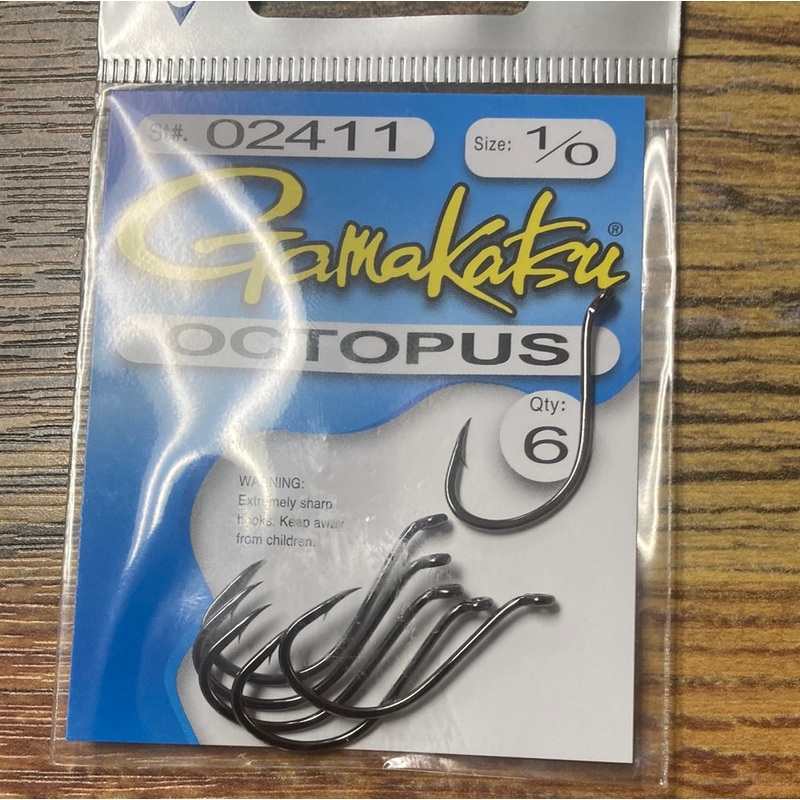 St#. 02411
Size: 1/0
Gamakatsu®
OCTOPUS
Qty:
6
WARNING:
Extremely sharp
hooks. Keep away
from children.